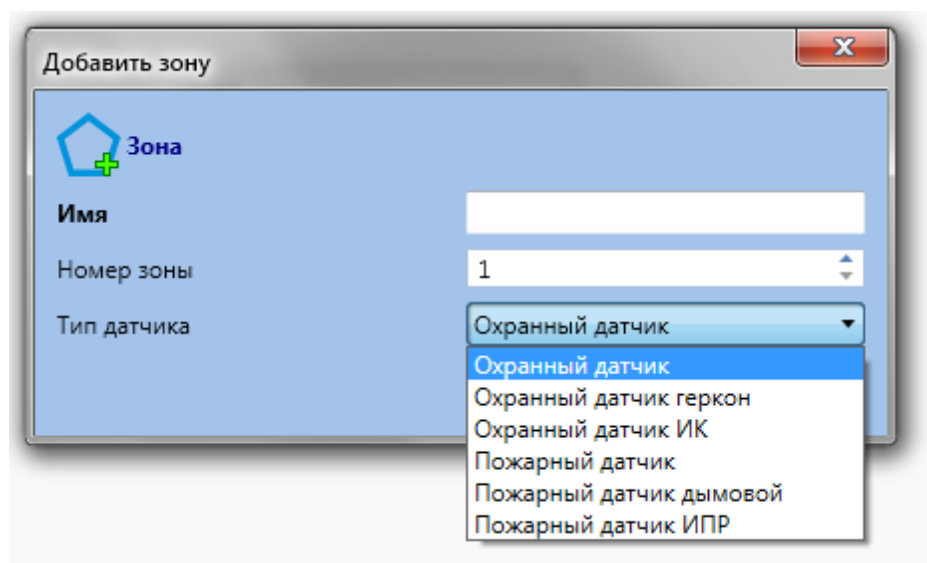 Добавить зону
Зона
Имя
Номер зоны 1
Тип датчика Охранный датчик
Охранный датчик
Охранный датчик геркон
Охранный датчик ИК
Пожарный датчик
Пожарный датчик дымовой
Пожарный датчик ИПР